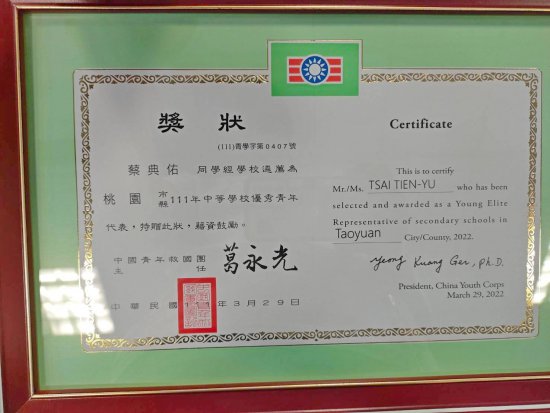 獎狀
(111)青學字第0407號
蔡典佑 同學經學校遴薦為
桃園市縣111年中等學校優秀青年
代表，特贈此狀，藉資鼓勵。
中國青年救國團
主任 葛永光
中華民國111年3月29日
Certificate
This is to certify
Mr./Ms. TSAI TIEN-YU who has been
selected and awarded as a Young Elite
Representative of secondary schools in
Taoyuan City/County, 2022.
Yeong Kuang Ger, Ph.D.
President, China Youth Corps
March 29, 2022